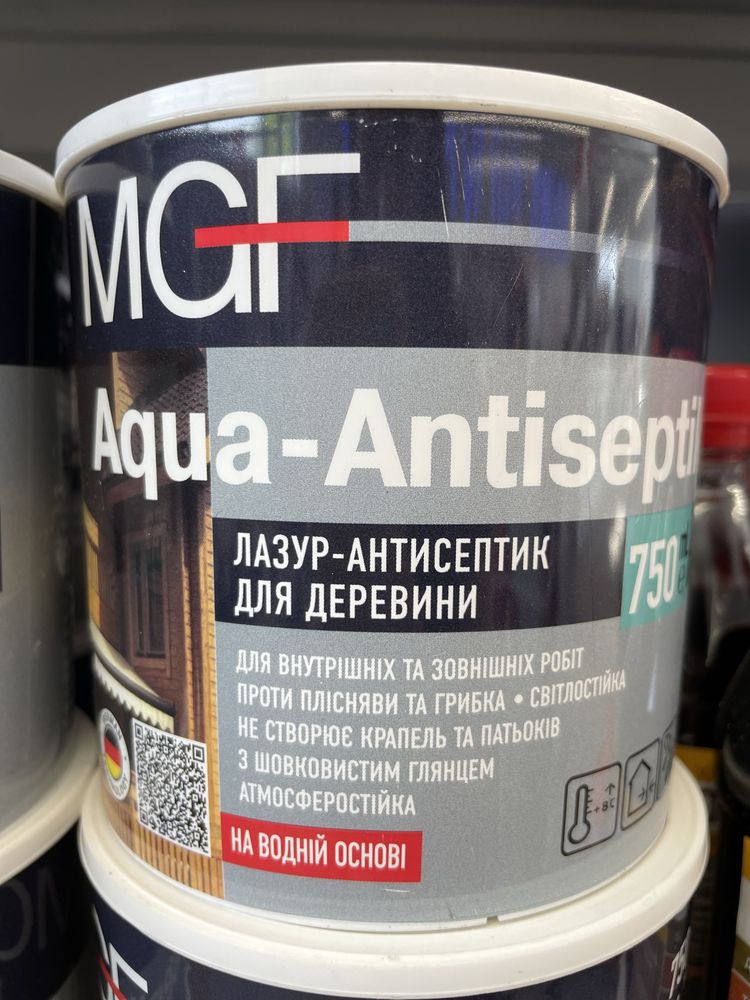 MGF
Aqua-Antisepti
ЛАЗУР-АНТИСЕПТИК
ДЛЯ ДЕРЕВИНИ
750
ДЛЯ ВНУТРІШНІХ ТА ЗОВНІШНІХ РОБІТ
ПРОТИ ПЛІСНЯВИ ТА ГРИБКА • СВІТЛОСТІЙКА
НЕ СТВОРЮЄ КРАПЕЛЬ ТА ПАТЬОКІВ
З ШОВКОВИСТИМ ГЛЯНЦЕМ
АТМОСФЕРОСТІЙКА
+8°C
НА ВОДНІЙ ОСНОВІ